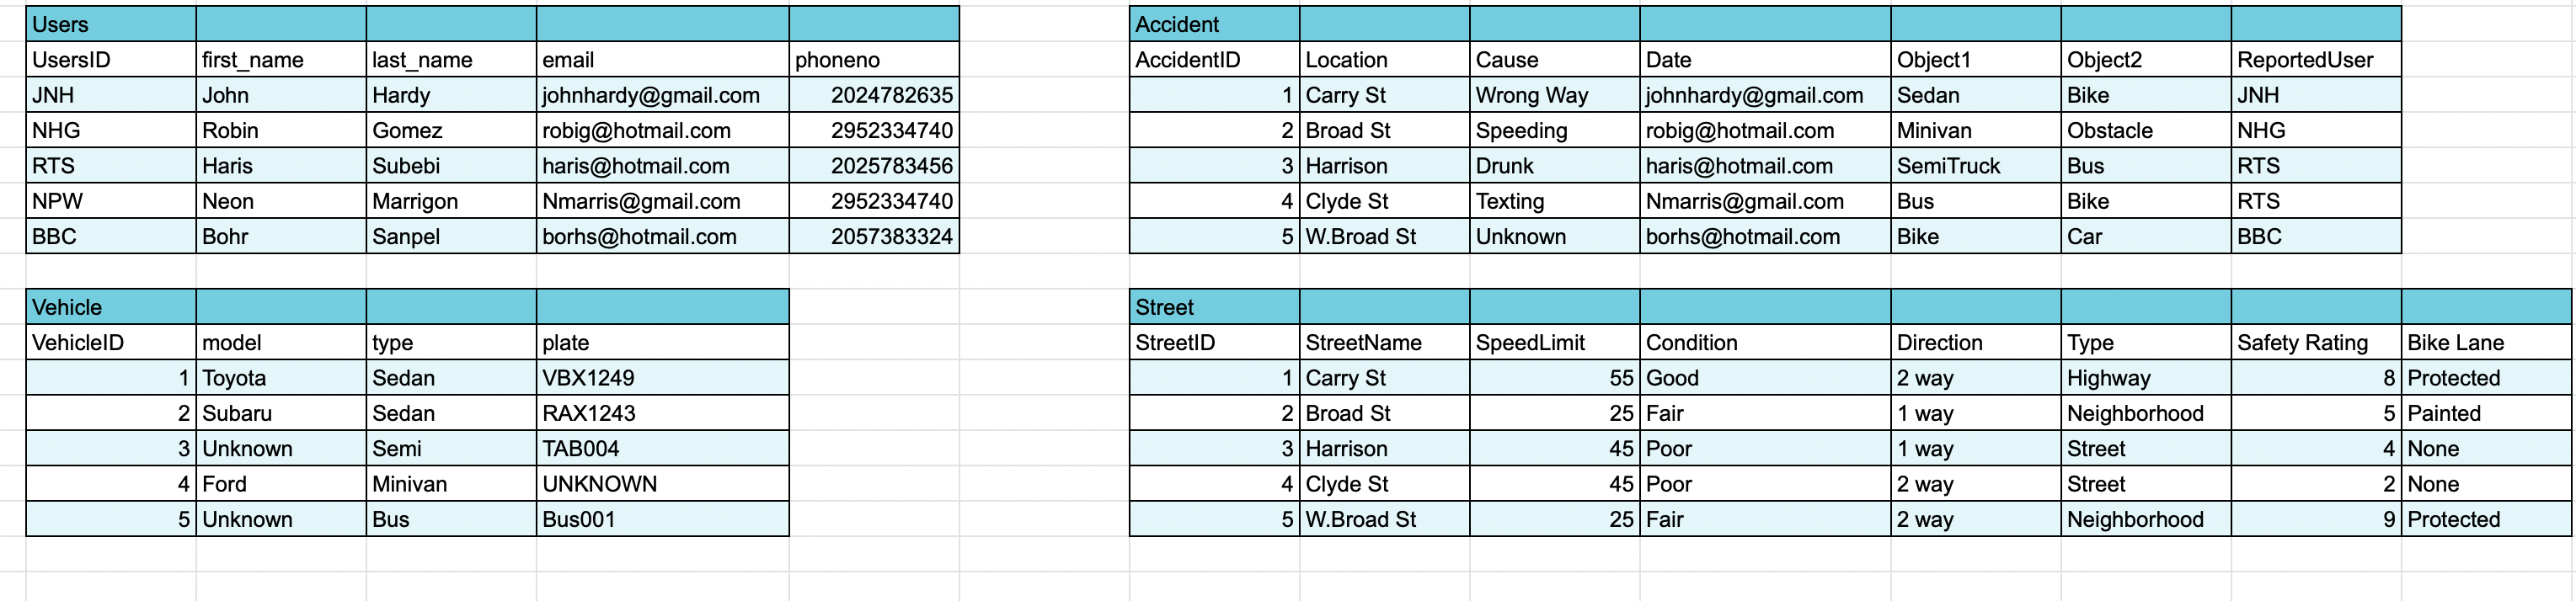 Users
UsersID first_name last_name email phoneno
JNH John Hardy johnhardy@gmail.com 2024782635
NHG Robin Gomez robig@hotmail.com 2952334740
RTS Haris Subebi haris@hotmail.com 2025783456
NPW Neon Marrigon Nmarris@gmail.com 2952334740
BBC Bohr Sanpel borhs@hotmail.com 2057383324
Accident
AccidentID Location Cause Date Object1 Object2 ReportedUser
1 Carry St Wrong Way johnhardy@gmail.com Sedan Bike JNH
2 Broad St Speeding robig@hotmail.com Minivan Obstacle NHG
3 Harrison Drunk haris@hotmail.com SemiTruck Bus RTS
4 Clyde St Texting Nmarris@gmail.com Bus Bike RTS
5 W.Broad St Unknown borhs@hotmail.com Bike Car BBC
Vehicle
VehicleID model type plate
1 Toyota Sedan VBX1249
2 Subaru Sedan RAX1243
3 Unknown Semi TAB004
4 Ford Minivan UNKNOWN
5 Unknown Bus Bus001
Street
StreetID StreetName SpeedLimit Condition Direction Type Safety Rating Bike Lane
1 Carry St 55 Good 2 way Highway 8 Protected
2 Broad St 25 Fair 1 way Neighborhood 5 Painted
3 Harrison 45 Poor 1 way Street 4 None
4 Clyde St 45 Poor 2 way Street 2 None
5 W.Broad St 25 Fair 2 way Neighborhood 9 Protected